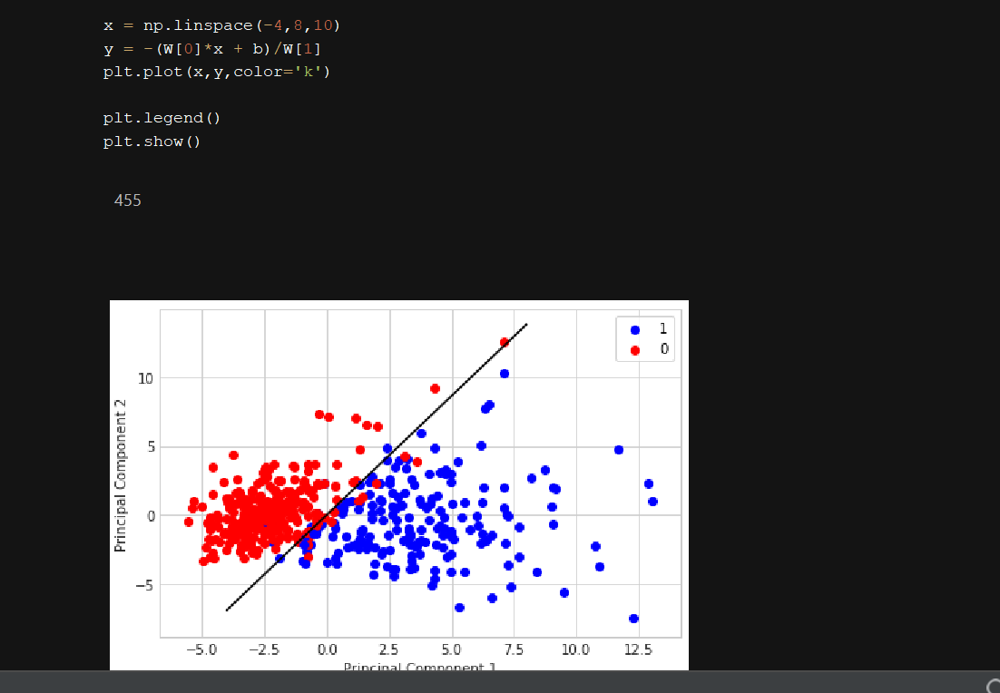 x = np.linspace(-4,8,10)
y = -(W[0]*x + b)/W[1]
plt.plot(x,y,color='k')
plt.legend()
plt.show()
455
1
0
Principal Component 2
10
5
0
−5
−5.0 −2.5 0.0 2.5 5.0 7.5 10.0 12.5
Principal Component 1